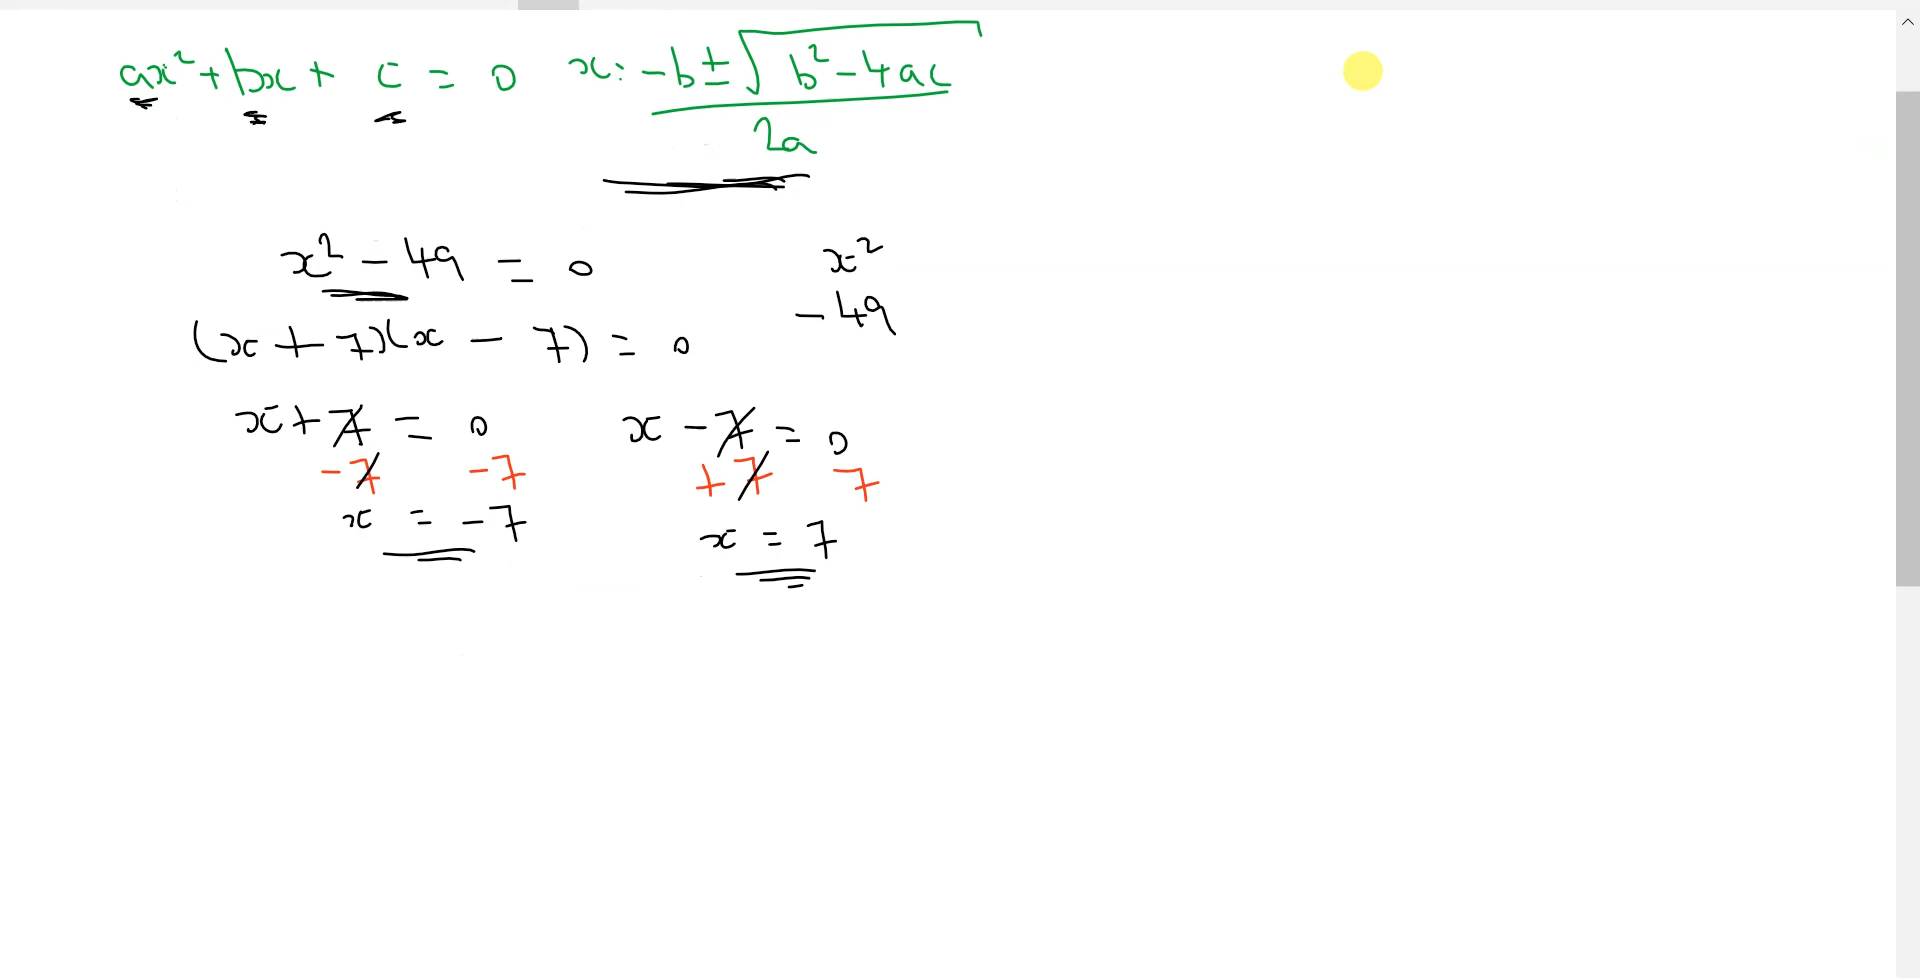 ax² + bx + c = 0 x: -b ± √(b² - 4ac) / 2a
x² - 49 = 0
x²
- 49
(x + 7)(x - 7) = 0
x + 7 = 0 x - 7 = 0
- 7 - 7 + 7 7
x = -7 x = 7